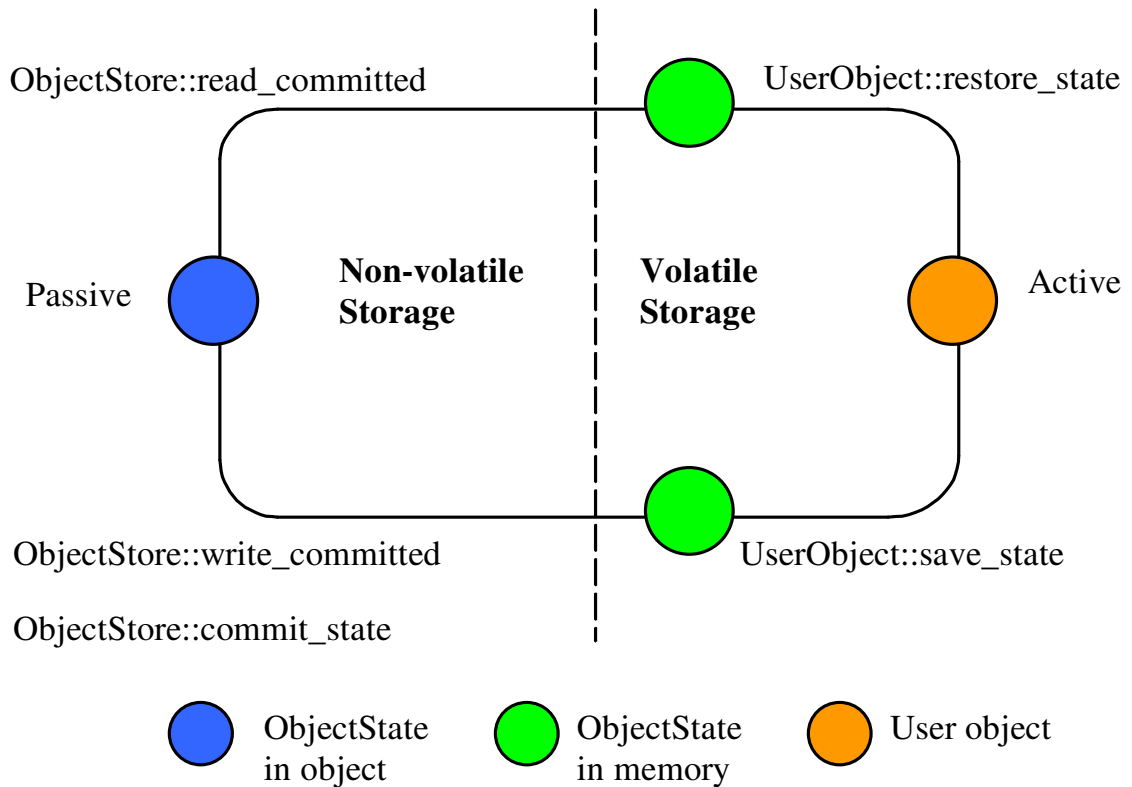 ObjectStore::read_committed
UserObject::restore_state
Passive
Non-volatile
Storage
Volatile
Storage
Active
ObjectStore::write_committed
UserObject::save_state
ObjectStore::commit_state
ObjectState
in object
ObjectState
in memory
User object